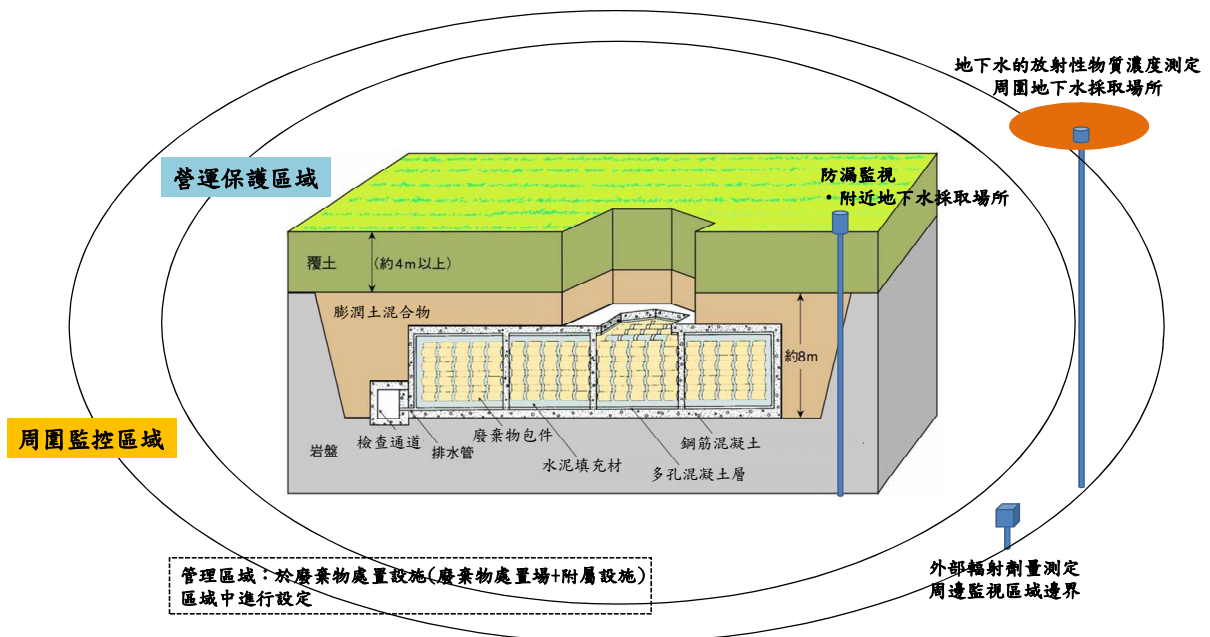 地下水的放射性物質濃度測定
周圍地下水採取場所
營運保護區域
防漏監視
・附近地下水採取場所
覆土
(約4m以上)
膨潤土混合物
約8m
周圍監控區域
岩盤
檢查通道
排水管
廢棄物包件
水泥填充材
多孔混凝土層
鋼筋混凝土
管理區域：於廢棄物處置設施(廢棄物處置場+附屬設施)
區域中進行設定
外部輻射劑量測定
周邊監視區域邊界